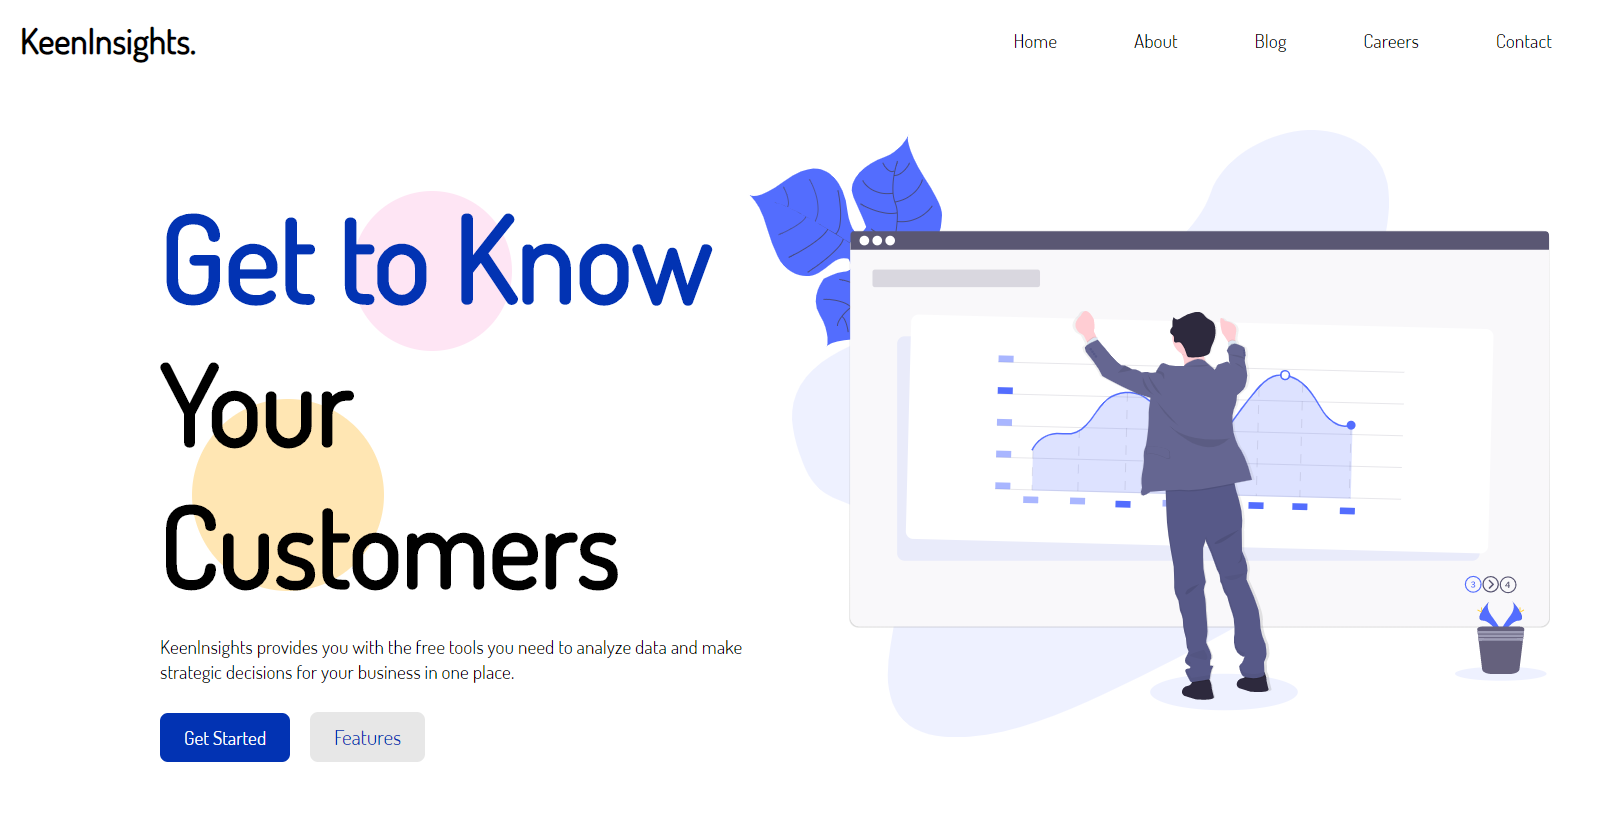 KeenInsights.
Home
About
Blog
Careers
Contact
Get to Know
Your
Customers
KeenInsights provides you with the free tools you need to analyze data and make
strategic decisions for your business in one place.
Get Started
Features
3
4